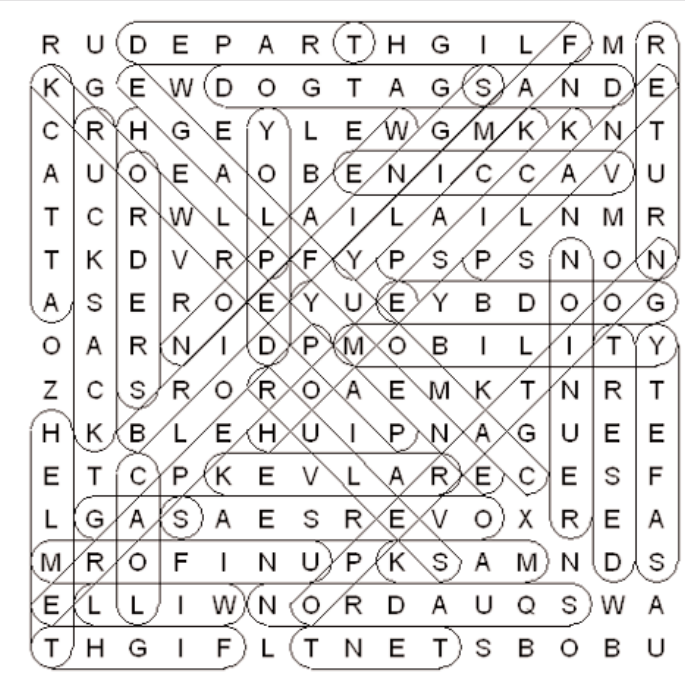 R U D E P A R T H G I L F M R
K G E W D O G T A G S A N D E
C R H G E Y L E W G M K K N T
A U O E A O B E N I C C A V U
T C R W L L A I L A I L N M R
T K D V R P F Y P S P S N O N
A S E R O E Y U E Y B D O O G
O A R N I D P M O B I L I T Y
Z C S R O R O A E M K T N R T
H K B L E H U I P N A G U E E
E T C P K E V L A R E C E S F
L G A S A E S R E V O X R E A
M R O F I N U P K S A M N D S
E L L I W N O R D A U Q S W A
T H G I F L T N E T S B O B U